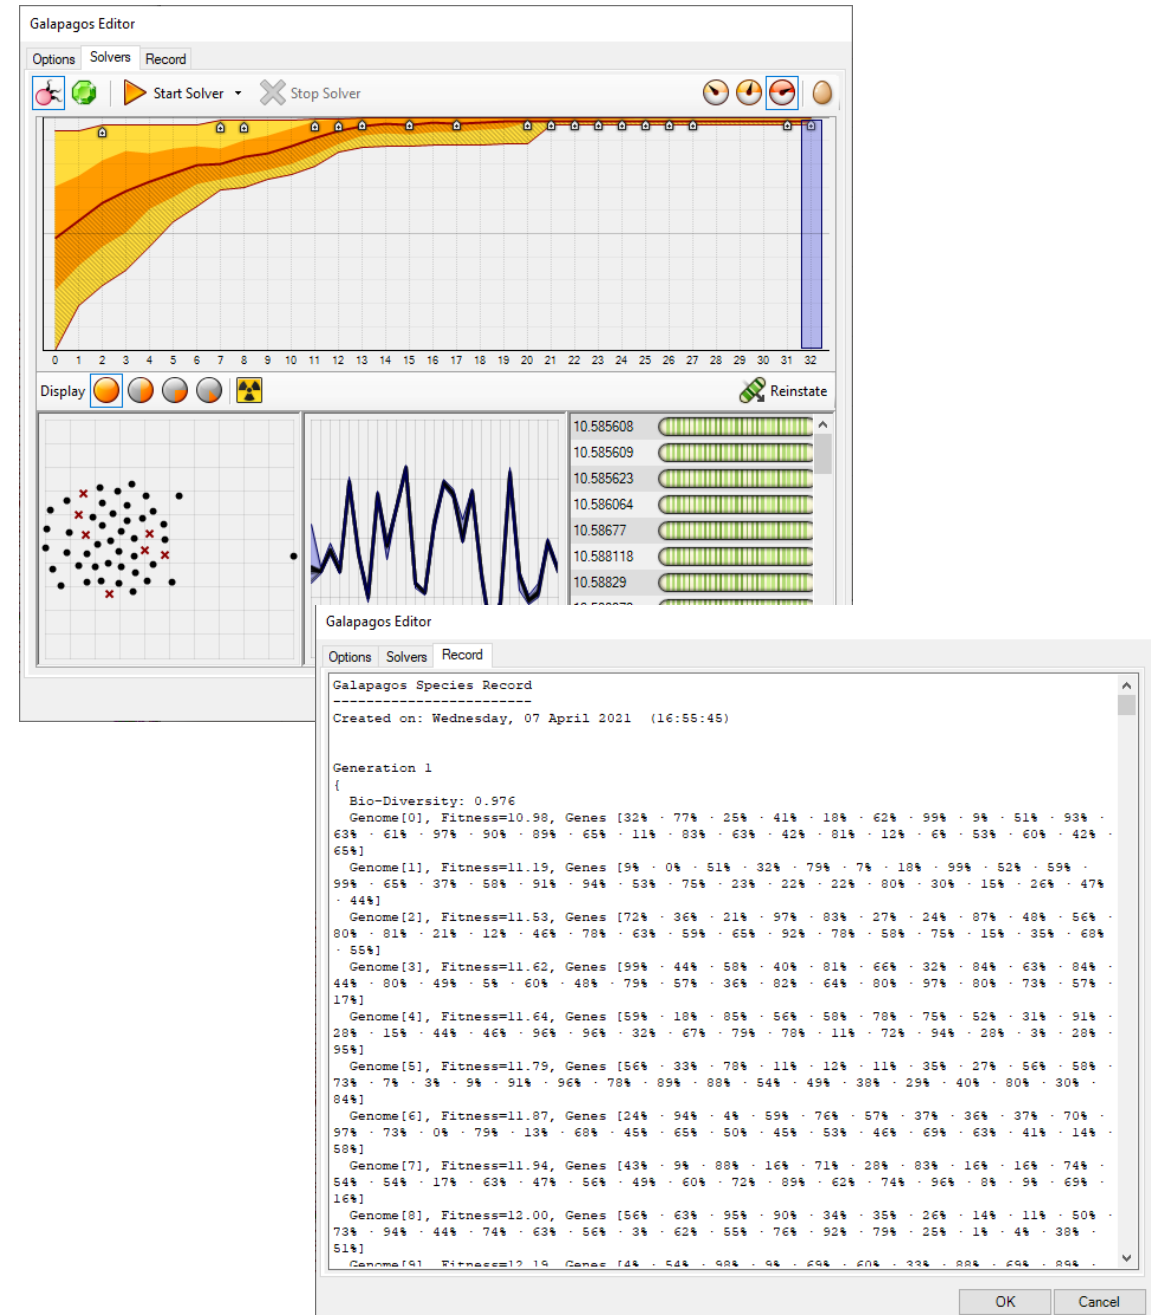 Galapagos Editor
Options Solvers Record
Start Solver Stop Solver
0 1 2 3 4 5 6 7 8 9 10 11 12 13 14 15 16 17 18 19 20 21 22 23 24 25 26 27 28 29 30 31 32
Display Reinstate
10.585608
10.585609
10.585623
10.586064
10.58677
10.588118
10.58829
Galapagos Editor
Options Solvers Record
Galapagos Species Record
------------------------
Created on: Wednesday, 07 April 2021 (16:55:45)
Generation 1
{
Bio-Diversity: 0.976
Genome[0], Fitness=10.98, Genes [32% · 77% · 25% · 41% · 18% · 62% · 99% · 9% · 51% · 93% ·
63% · 61% · 97% · 90% · 89% · 65% · 11% · 83% · 63% · 42% · 81% · 12% · 6% · 53% · 60% · 42% ·
65%]
Genome[1], Fitness=11.19, Genes [9% · 0% · 51% · 32% · 79% · 7% · 18% · 99% · 52% · 59% ·
99% · 65% · 37% · 58% · 91% · 94% · 53% · 75% · 23% · 22% · 22% · 80% · 30% · 15% · 26% · 47%
· 44%]
Genome[2], Fitness=11.53, Genes [72% · 36% · 21% · 97% · 83% · 27% · 24% · 87% · 48% · 56% ·
80% · 81% · 21% · 12% · 46% · 78% · 63% · 59% · 65% · 92% · 78% · 58% · 75% · 15% · 35% · 68%
· 55%]
Genome[3], Fitness=11.62, Genes [99% · 44% · 58% · 40% · 81% · 66% · 32% · 84% · 63% · 84% ·
44% · 80% · 49% · 5% · 60% · 48% · 79% · 57% · 36% · 82% · 64% · 80% · 97% · 80% · 73% · 57% ·
17%]
Genome[4], Fitness=11.64, Genes [59% · 18% · 85% · 56% · 58% · 78% · 75% · 52% · 31% · 91% ·
28% · 15% · 44% · 46% · 96% · 96% · 32% · 67% · 79% · 78% · 11% · 72% · 94% · 28% · 3% · 28% ·
95%]
Genome[5], Fitness=11.79, Genes [56% · 33% · 78% · 11% · 12% · 11% · 35% · 27% · 56% · 58% ·
73% · 7% · 3% · 9% · 91% · 96% · 78% · 89% · 88% · 54% · 49% · 38% · 29% · 40% · 80% · 30% ·
84%]
Genome[6], Fitness=11.87, Genes [24% · 94% · 4% · 59% · 76% · 57% · 37% · 36% · 37% · 70% ·
97% · 73% · 0% · 79% · 13% · 68% · 45% · 65% · 50% · 45% · 53% · 46% · 69% · 63% · 41% · 14% ·
58%]
Genome[7], Fitness=11.94, Genes [43% · 9% · 88% · 16% · 71% · 28% · 83% · 16% · 16% · 74% ·
54% · 54% · 17% · 63% · 47% · 56% · 49% · 60% · 72% · 89% · 62% · 74% · 96% · 8% · 9% · 69% ·
16%]
Genome[8], Fitness=12.00, Genes [56% · 63% · 95% · 90% · 34% · 35% · 26% · 14% · 11% · 50% ·
73% · 94% · 44% · 74% · 63% · 56% · 3% · 62% · 55% · 76% · 92% · 79% · 25% · 1% · 4% · 38% ·
51%]
Genome[9], Fitness=12.19, Genes [4% · 54% · 98% · 9% · 69% · 60% · 33% · 88% · 69% · 89% ·
OK Cancel